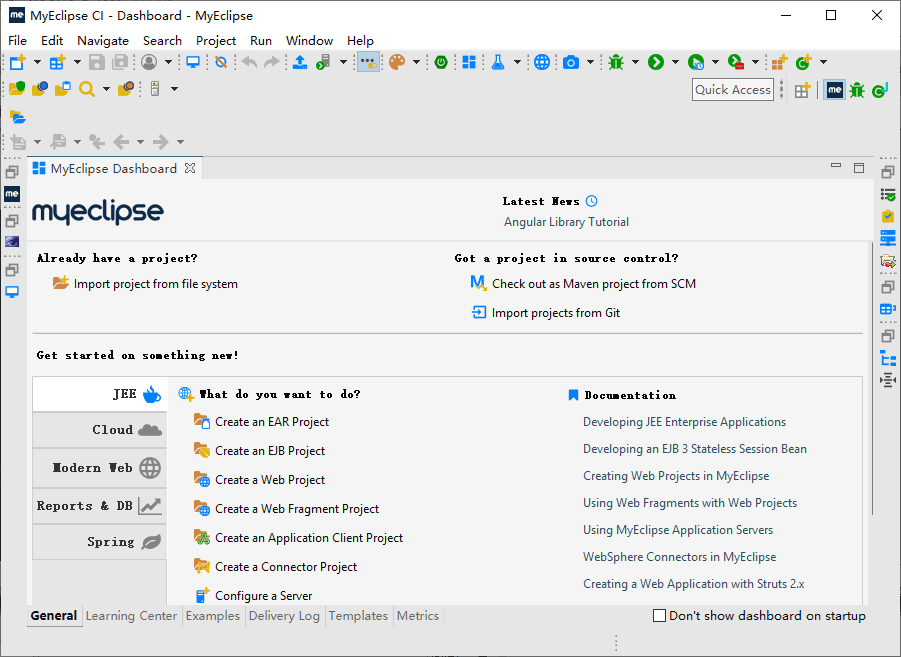 MyEclipse CI - Dashboard - MyEclipse
File Edit Navigate Search Project Run Window Help
Quick Access
me
MyEclipse Dashboard
me
myeclipse
Latest News
Angular Library Tutorial
Already have a project?
Import project from file system
Got a project in source control?
Check out as Maven project from SCM
Import projects from Git
Get started on something new!
JEE
Cloud
Modern Web
Reports & DB
Spring
What do you want to do?
Create an EAR Project
Create an EJB Project
Create a Web Project
Create a Web Fragment Project
Create an Application Client Project
Create a Connector Project
Configure a Server
Documentation
Developing JEE Enterprise Applications
Developing an EJB 3 Stateless Session Bean
Creating Web Projects in MyEclipse
Using Web Fragments with Web Projects
Using MyEclipse Application Servers
WebSphere Connectors in MyEclipse
Creating a Web Application with Struts 2.x
General Learning Center Examples Delivery Log Templates Metrics
Don't show dashboard on startup